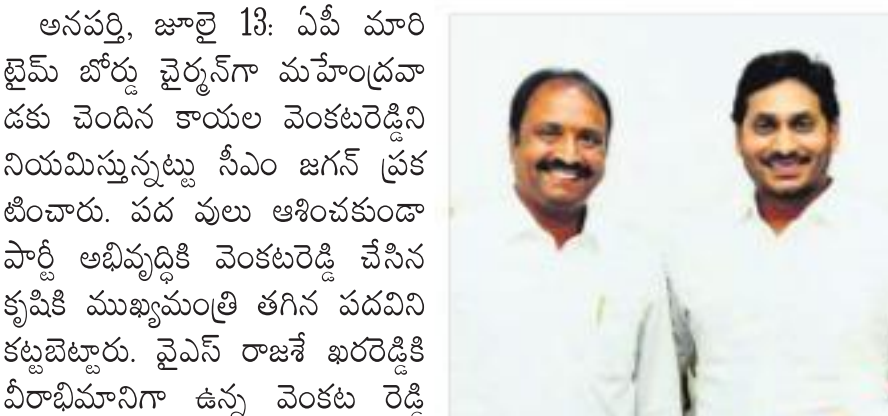 అనపర్తి, జూలై 13: ఏపీ మారి
టైమ్ బోర్డు చైర్మన్‌గా మహేంద్రవా
డకు చెందిన కాయల వెంకటరెడ్డిని
నియమిస్తున్నట్టు సీఎం జగన్ ప్రక
టించారు. పద వులు ఆశించకుండా
పార్టీ అభివృద్ధికి వెంకటరెడ్డి చేసిన
కృషికి ముఖ్యమంత్రి తగిన పదవిని
కట్టబెట్టారు. వైఎస్ రాజశే ఖరరెడ్డికి
వీరాభిమానిగా ఉన్న వెంకట రెడ్డి